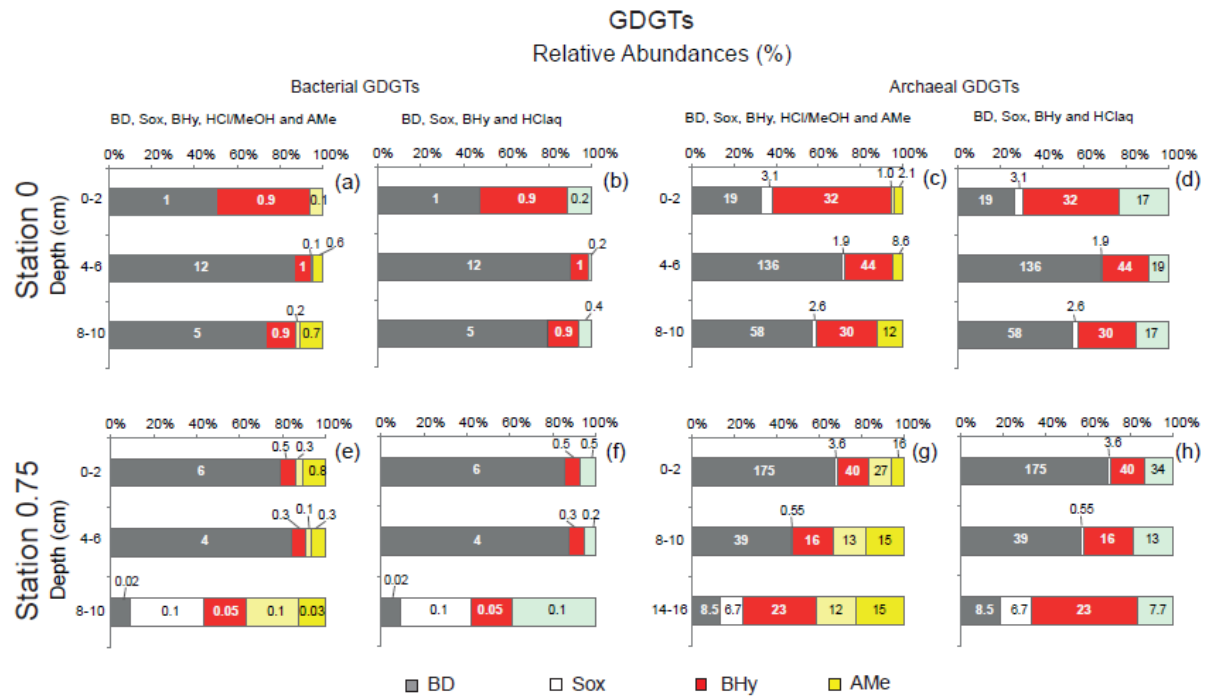 GDGTs
Relative Abundances (%)
Bacterial GDGTs
Archaeal GDGTs
BD, Sox, BHy, HCl/MeOH and AMe
BD, Sox, BHy and HClaq
BD, Sox, BHy, HCl/MeOH and AMe
BD, Sox, BHy and HClaq
Station 0
Depth (cm)
0% 20% 40% 60% 80% 100%
(a)
0-2
1 0.9 0.1
0.1 0.6
4-6
12 1
0.2
8-10
5 0.9 0.7
0% 20% 40% 60% 80% 100%
(b)
1 0.9 0.2
0.2
12 1
0.4
5 0.9
0% 20% 40% 60% 80% 100%
3.1 1.0 2.1
(c)
0-2
19 32
1.9 8.6
4-6
136 44
2.6
8-10
58 30 12
0% 20% 40% 60% 80% 100%
3.1
(d)
19 32 17
1.9
136 44 19
2.6
58 30 17
Station 0.75
Depth (cm)
0% 20% 40% 60% 80% 100%
0.5 0.3
(e)
0-2
6 0.8
0.3 0.1 0.3
4-6
4
0.02
8-10
0.1 0.05 0.1 0.03
0% 20% 40% 60% 80% 100%
0.5 0.5
(f)
6
0.3 0.2
4
0.02
0.1 0.05 0.1
0% 20% 40% 60% 80% 100%
3.6 16
(g)
0-2
175 40 27
0.55
8-10
39 16 13 15
14-16
8.5 6.7 23 12 15
0% 20% 40% 60% 80% 100%
3.6
(h)
175 40 34
0.55
39 16 13
8.5 6.7 23 7.7
BD Sox BHy AMe